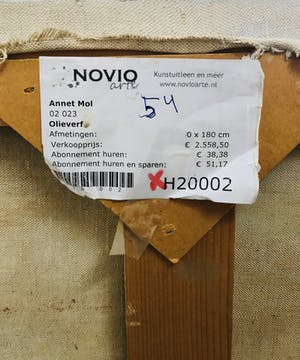 NOVIO
arte
Kunstuitleen en meer
www.novioarte.nl
54
Annet Mol
02 023
Olieverf
Afmetingen: 0 x 180 cm
Verkoopprijs: € 2.558,50
Abonnement huren: € 38,38
Abonnement huren en sparen: € 51,17
XH20002